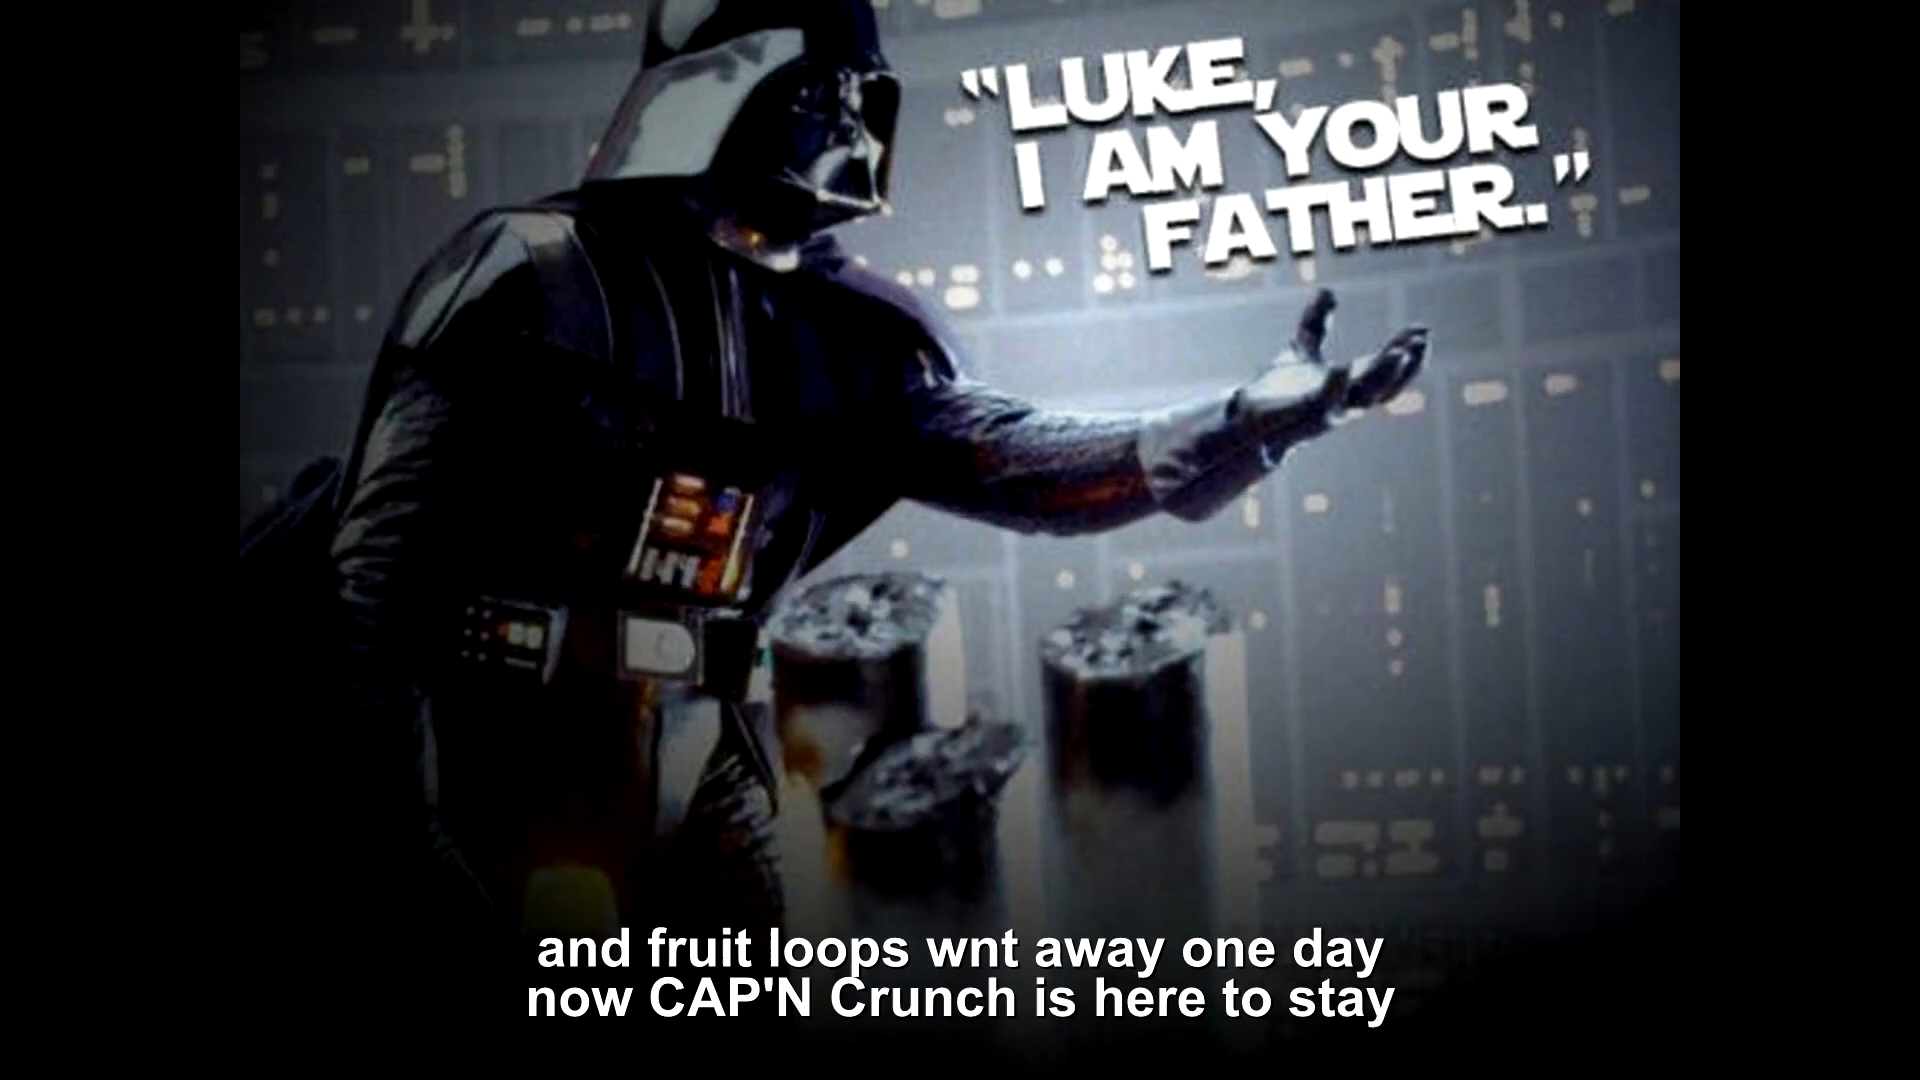 "LUKE,
I AM YOUR
FATHER."
and fruit loops wnt away one day
now CAP'N Crunch is here to stay